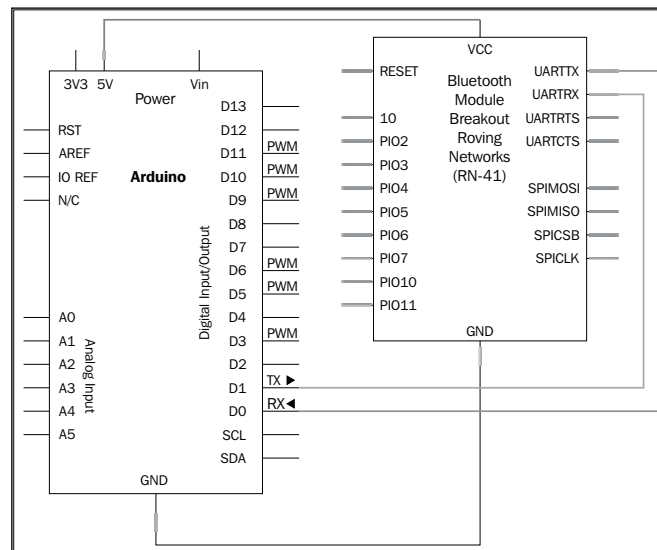 3V3 5V Vin
Power
Arduino
RST
AREF
IO REF
N/C
A0
A1
A2
A3
A4
A5
Analog Input
Digital Input/Output
D13
D12
D11 PWM
D10 PWM
D9 PWM
D8
D7
D6 PWM
D5 PWM
D4
D3 PWM
D2
D1 TX ▶
D0 RX◀
SCL
SDA
GND
VCC
Bluetooth
Module
Breakout
Roving
Networks
(RN-41)
RESET
10
PIO2
PIO3
PIO4
PIO5
PIO6
PIO7
PIO10
PIO11
UARTTX
UARTRX
UARTRTS
UARTCTS
SPIMOSI
SPIMISO
SPICSB
SPICLK
GND